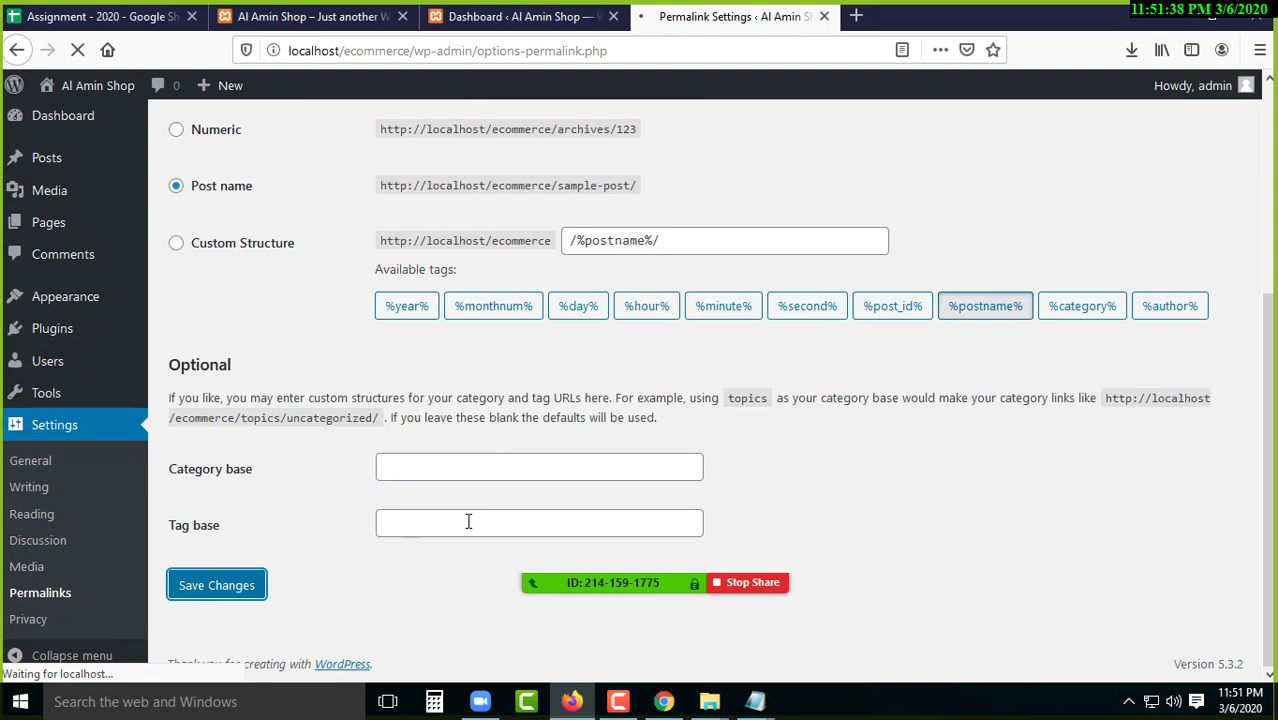 11:51:38 PM 3/6/2020
Assignment - 2020 - Google Sh
Al Amin Shop – Just another W
Dashboard ‹ Al Amin Shop —
Permalink Settings ‹ Al Amin S
localhost/ecommerce/wp-admin/options-permalink.php
Al Amin Shop
0
New
Howdy, admin
Dashboard
Posts
Media
Pages
Comments
Appearance
Plugins
Users
Tools
Settings
General
Writing
Reading
Discussion
Media
Permalinks
Privacy
Collapse menu
Numeric
http://localhost/ecommerce/archives/123
Post name
http://localhost/ecommerce/sample-post/
Custom Structure
http://localhost/ecommerce
/%postname%/
Available tags:
%year%
%monthnum%
%day%
%hour%
%minute%
%second%
%post_id%
%postname%
%category%
%author%
Optional
If you like, you may enter custom structures for your category and tag URLs here. For example, using topics as your category base would make your category links like http://localhost
/ecommerce/topics/uncategorized/ . If you leave these blank the defaults will be used.
Category base
Tag base
Save Changes
ID: 214-159-1775
Stop Share
Thank you for creating with WordPress.
Version 5.3.2
Waiting for localhost...
Search the web and Windows
11:51 PM
3/6/2020